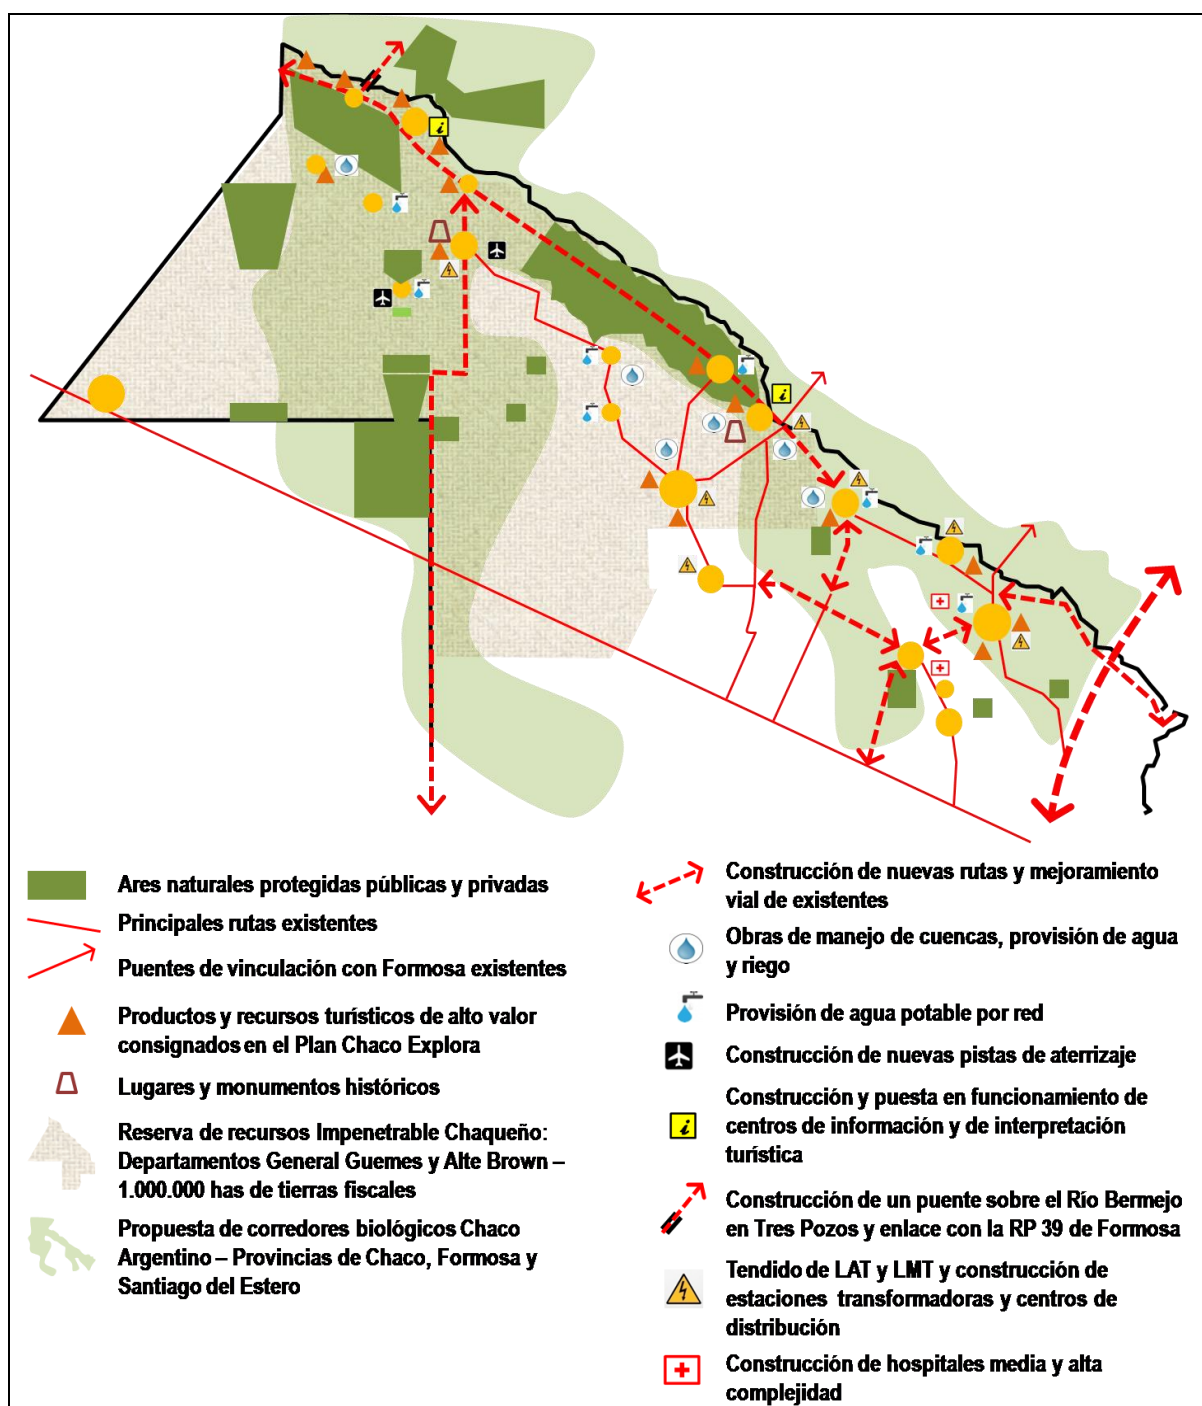 Ares naturales protegidas públicas y privadas
Principales rutas existentes
Puentes de vinculación con Formosa existentes
Productos y recursos turísticos de alto valor
consignados en el Plan Chaco Explora
Lugares y monumentos históricos
Reserva de recursos Impenetrable Chaqueño:
Departamentos General Guemes y Alte Brown –
1.000.000 has de tierras fiscales
Propuesta de corredores biológicos Chaco
Argentino – Provincias de Chaco, Formosa y
Santiago del Estero
Construcción de nuevas rutas y mejoramiento
vial de existentes
Obras de manejo de cuencas, provisión de agua
y riego
Provisión de agua potable por red
Construcción de nuevas pistas de aterrizaje
Construcción y puesta en funcionamiento de
centros de información y de interpretación
turística
Construcción de un puente sobre el Río Bermejo
en Tres Pozos y enlace con la RP 39 de Formosa
Tendido de LAT y LMT y construcción de
estaciones transformadoras y centros de
distribución
Construcción de hospitales media y alta
complejidad